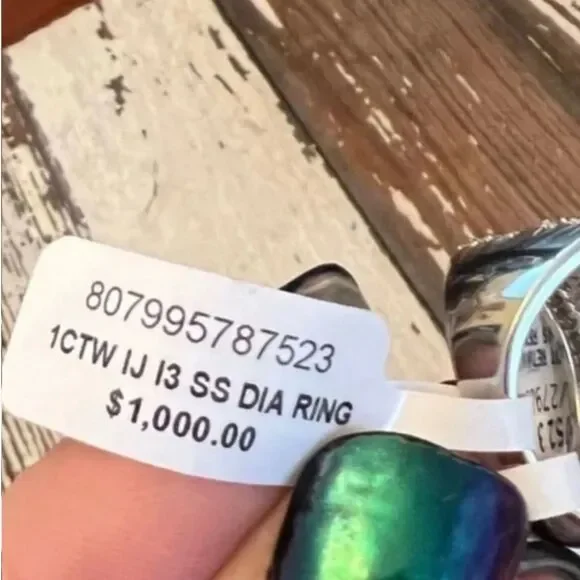 807995787523
1CTW IJ I3 SS DIA RING
$1,000.00